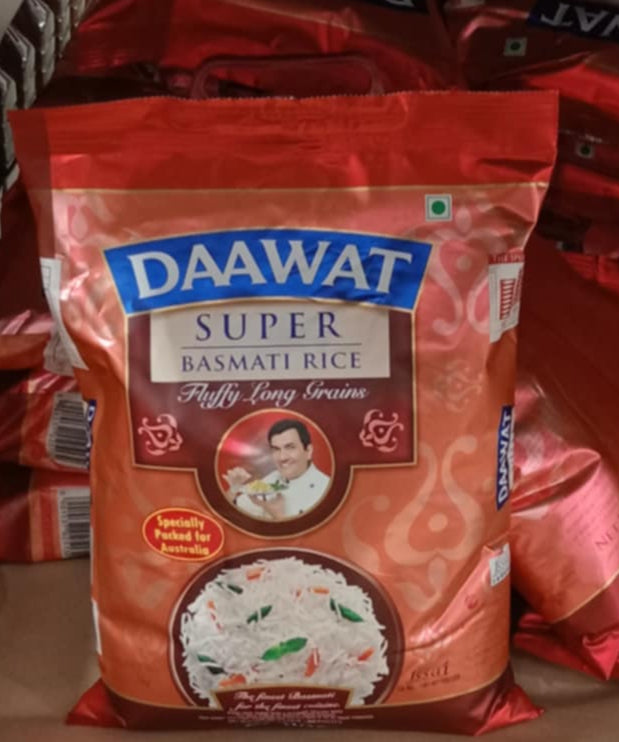 DAAWAT
SUPER
BASMATI RICE
Fluffy Long Grains
Specially
Packed for
Australia
The finest Basmati
for the finest cuisine.
fssai
DAAWAT